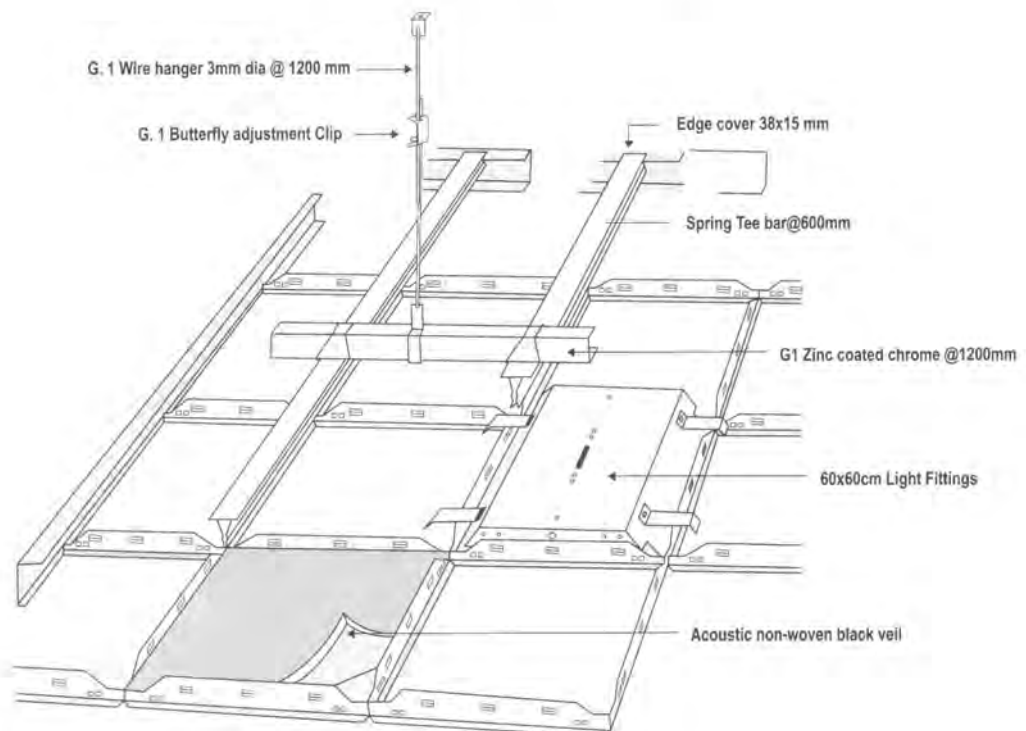 G. 1 Wire hanger 3mm dia @ 1200 mm
G. 1 Butterfly adjustment Clip
Edge cover 38x15 mm
Spring Tee bar@600mm
G1 Zinc coated chrome @1200mm
60x60cm Light Fittings
Acoustic non-woven black veil